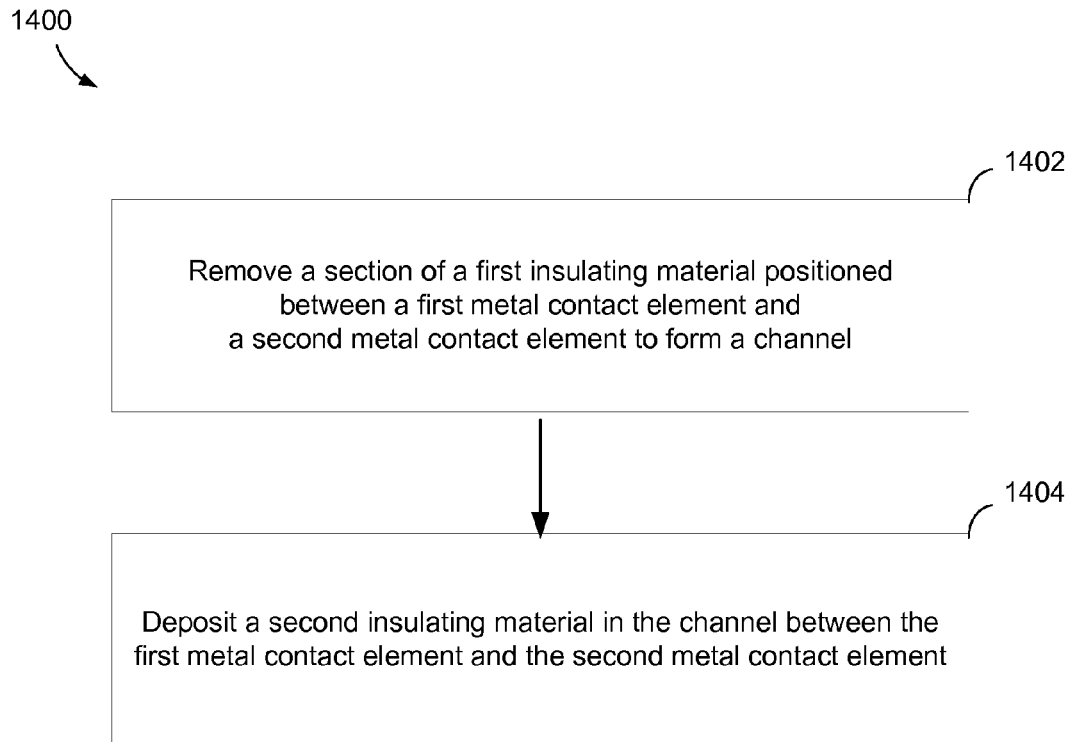 1400
1402
Remove a section of a first insulating material positioned
between a first metal contact element and
a second metal contact element to form a channel
1404
Deposit a second insulating material in the channel between the
first metal contact element and the second metal contact element